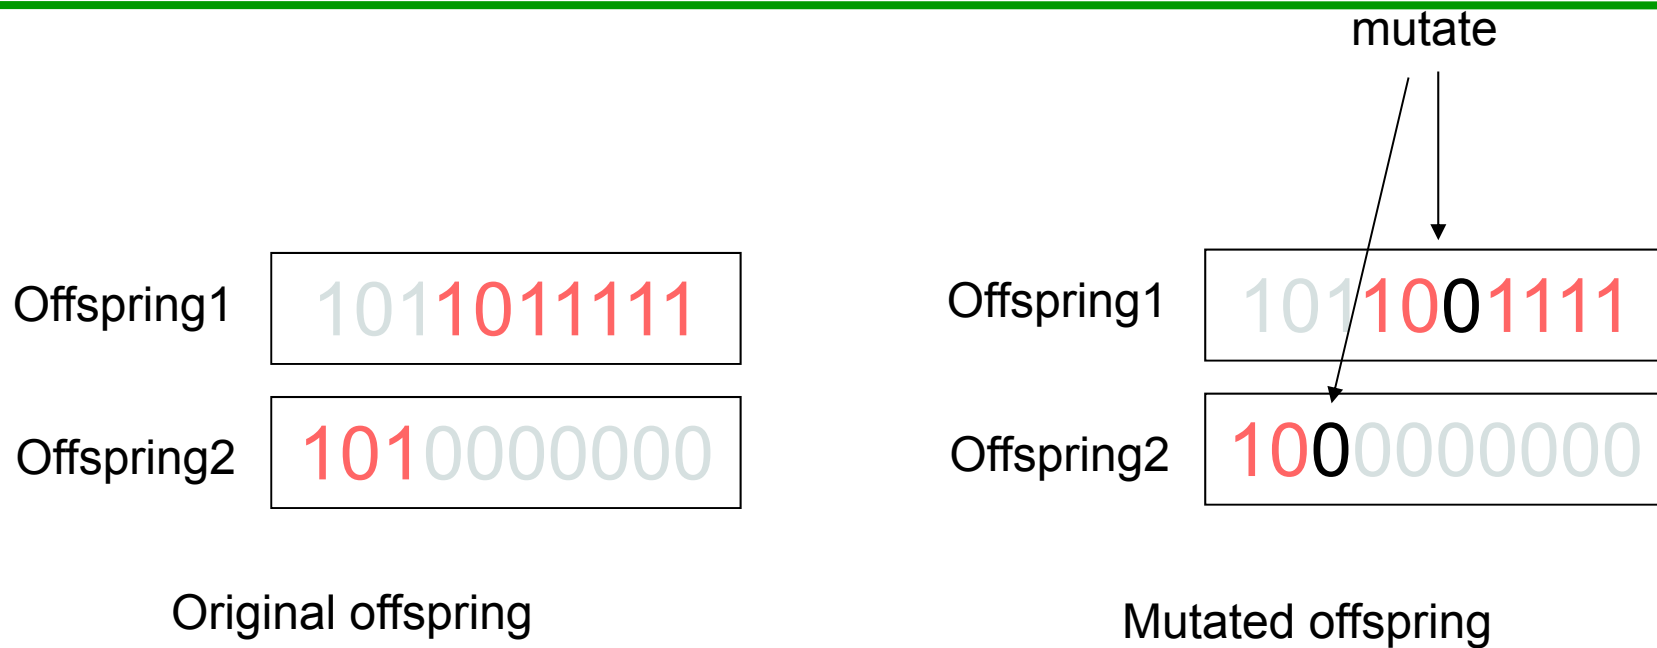 mutate
Offspring1 1011011111
Offspring2 1010000000
Original offspring
Offspring1 1011001111
Offspring2 1000000000
Mutated offspring